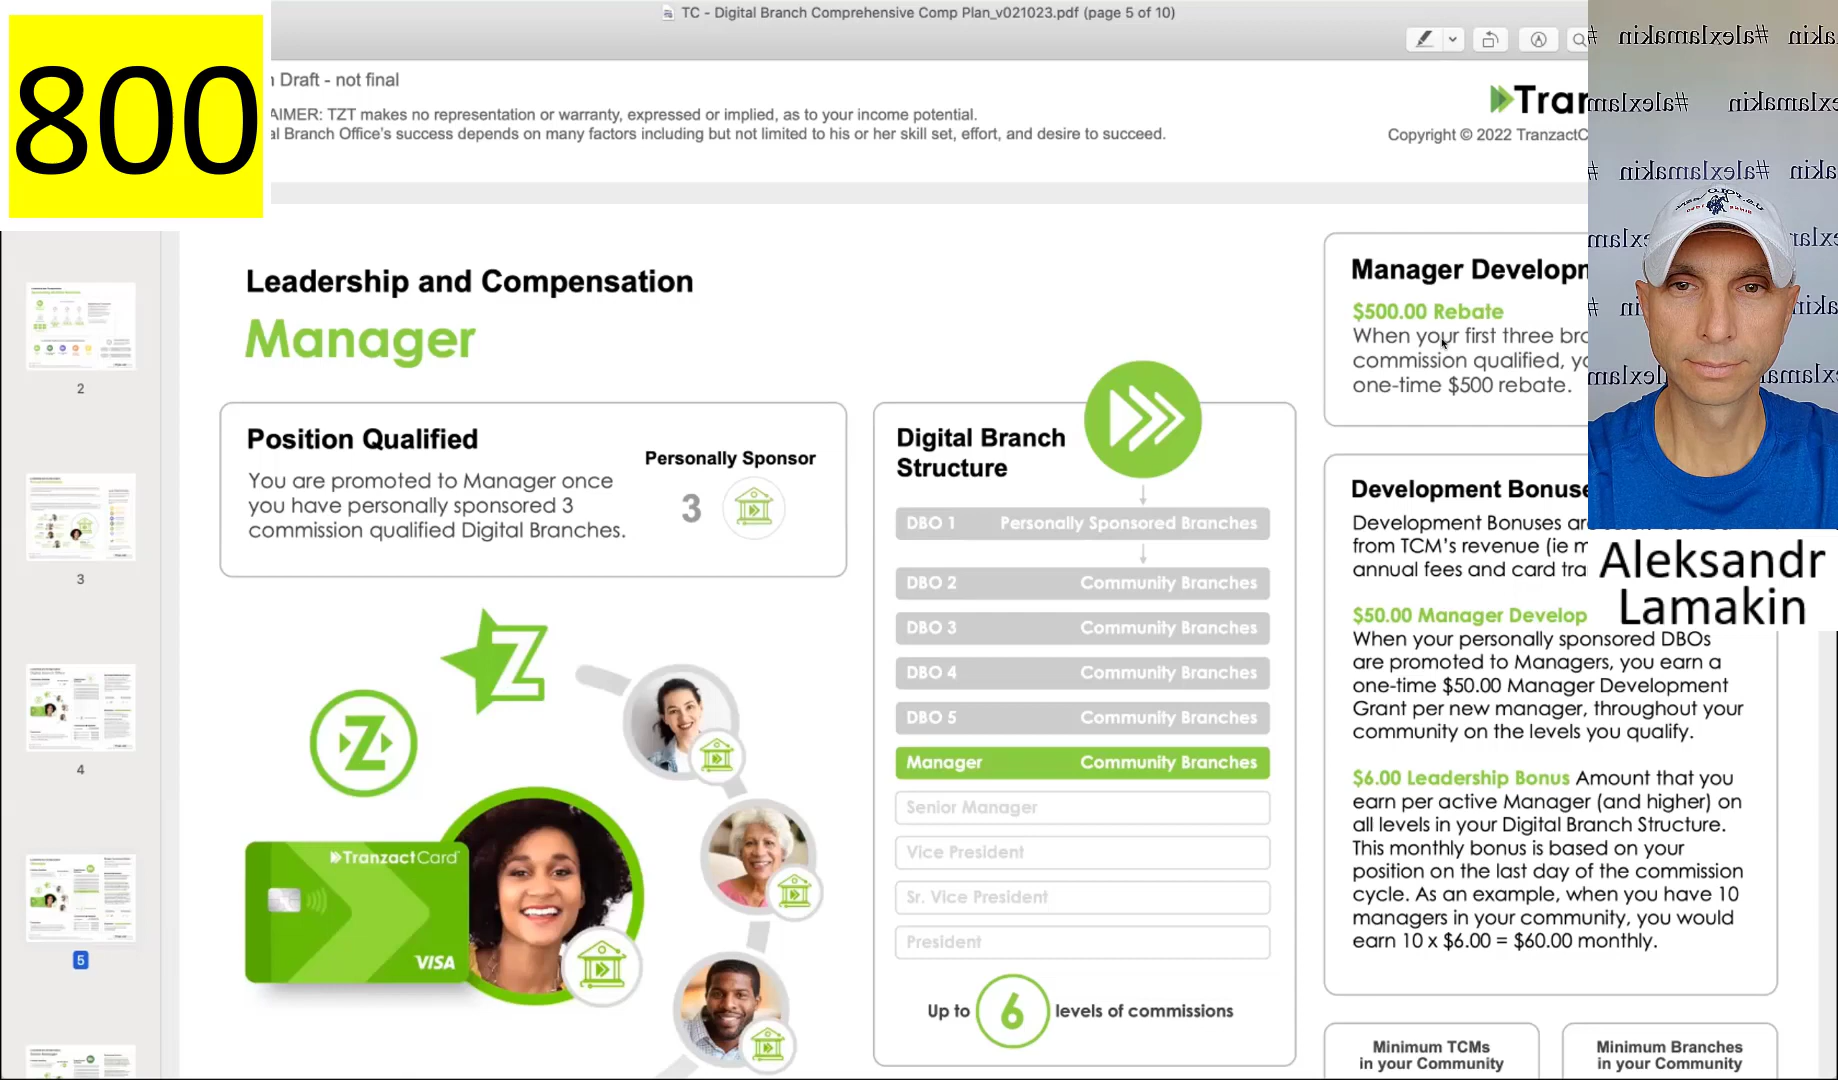 800
TC - Digital Branch Comprehensive Comp Plan_v021023.pdf (page 5 of 10)
Draft - not final
AIMER: TZT makes no representation or warranty, expressed or implied, as to your income potential.
al Branch Office's success depends on many factors including but not limited to his or her skill set, effort, and desire to succeed.
Tran
Copyright © 2022 TranzactC
#alexlamakin
Leadership and Compensation
Manager
Position Qualified
You are promoted to Manager once
you have personally sponsored 3
commission qualified Digital Branches.
Personally Sponsor
3
Z
Z
TranzactCard
VISA
Digital Branch
Structure
DBO 1 Personally Sponsored Branches
DBO 2 Community Branches
DBO 3 Community Branches
DBO 4 Community Branches
DBO 5 Community Branches
Manager Community Branches
Senior Manager
Vice President
Sr. Vice President
President
Up to 6 levels of commissions
Manager Developm
$500.00 Rebate
When your first three bra
commission qualified, yo
one-time $500 rebate.
Development Bonuse
Development Bonuses are
from TCM's revenue (ie m
annual fees and card tra
$50.00 Manager Develop
When your personally sponsored DBOs
are promoted to Managers, you earn a
one-time $50.00 Manager Development
Grant per new manager, throughout your
community on the levels you qualify.
$6.00 Leadership Bonus Amount that you
earn per active Manager (and higher) on
all levels in your Digital Branch Structure.
This monthly bonus is based on your
position on the last day of the commission
cycle. As an example, when you have 10
managers in your community, you would
earn 10 x $6.00 = $60.00 monthly.
Minimum TCMs
in your Community
Minimum Branches
in your Community
Aleksandr
Lamakin
2
3
4
5